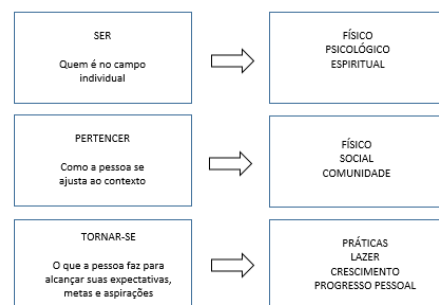 SER
Quem é no campo
individual
FÍSICO
PSICOLÓGICO
ESPIRITUAL
PERTENCER
Como a pessoa se
ajusta ao contexto
FÍSICO
SOCIAL
COMUNIDADE
TORNAR-SE
O que a pessoa faz para
alcançar suas expectativas,
metas e aspirações
PRÁTICAS
LAZER
CRESCIMENTO
PROGRESSO PESSOAL